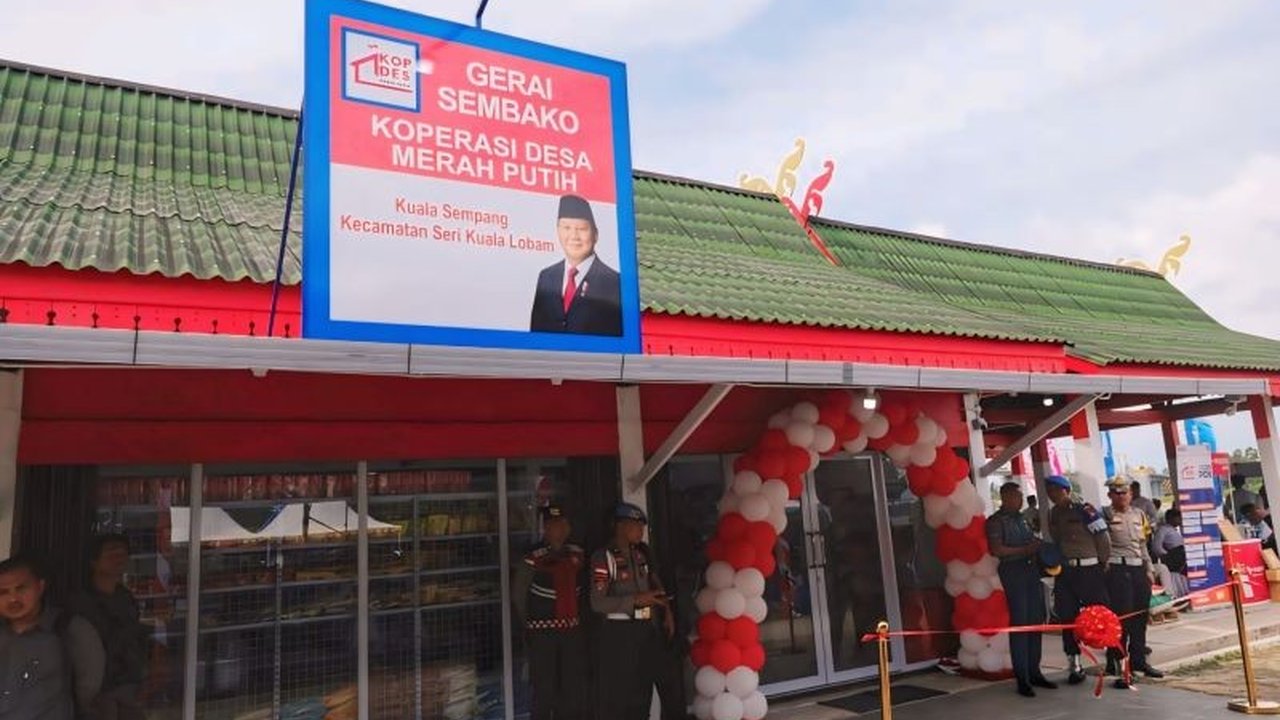 KOP
DES
GERAI
SEMBAKO
KOPERASI DESA
MERAH PUTIH
Kuala Sempang
Kecamatan Seri Kuala Lobam